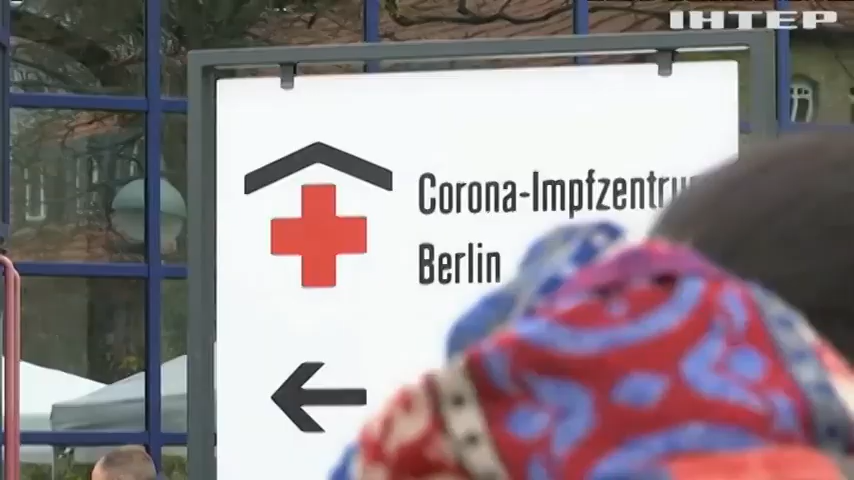 ІНТЕР
Corona-Impfzentru
Berlin